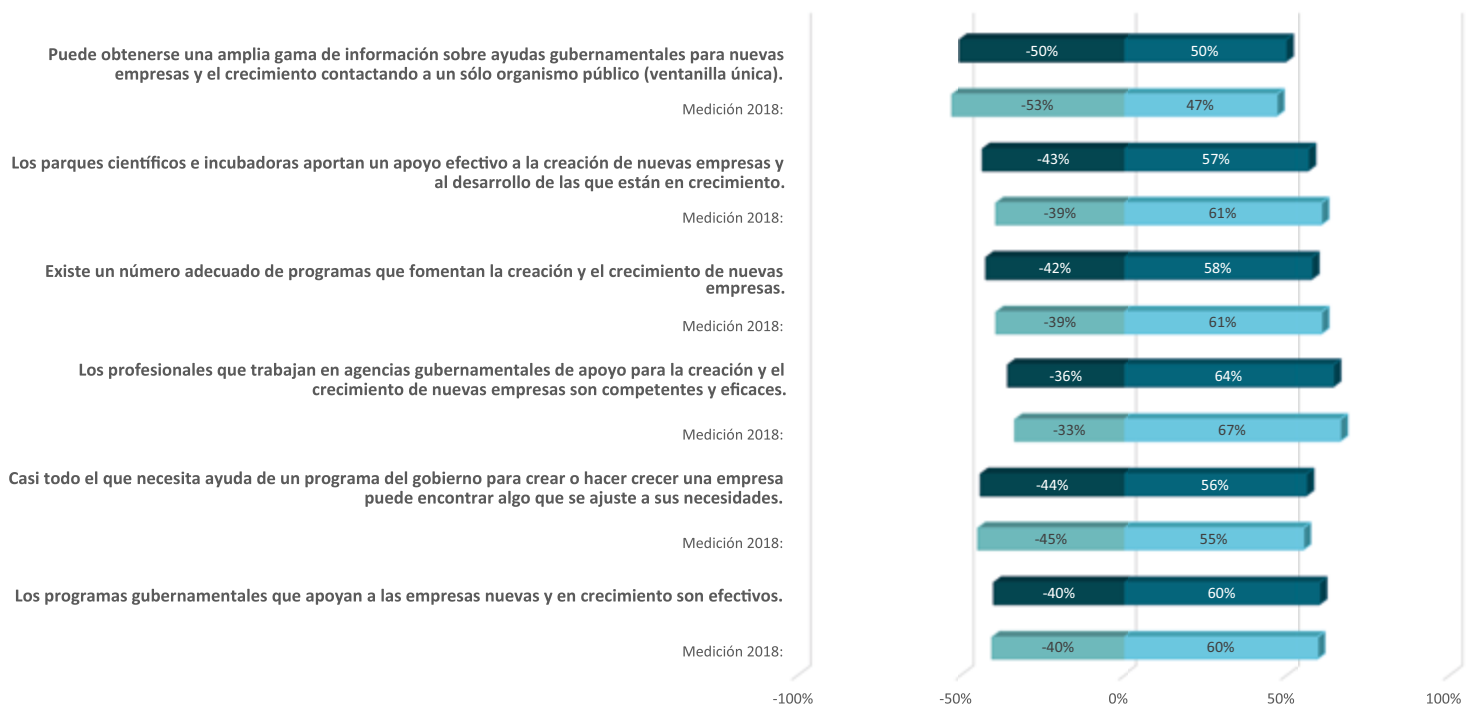 Puede obtenerse una amplia gama de información sobre ayudas gubernamentales para nuevas
empresas y el crecimiento contactando a un sólo organismo público (ventanilla única).
-50%
50%
Medición 2018:
-53%
47%
Los parques científicos e incubadoras aportan un apoyo efectivo a la creación de nuevas empresas y
al desarrollo de las que están en crecimiento.
-43%
57%
Medición 2018:
-39%
61%
Existe un número adecuado de programas que fomentan la creación y el crecimiento de nuevas
empresas.
-42%
58%
Medición 2018:
-39%
61%
Los profesionales que trabajan en agencias gubernamentales de apoyo para la creación y el
crecimiento de nuevas empresas son competentes y eficaces.
-36%
64%
Medición 2018:
-33%
67%
Casi todo el que necesita ayuda de un programa del gobierno para crear o hacer crecer una empresa
puede encontrar algo que se ajuste a sus necesidades.
-44%
56%
Medición 2018:
-45%
55%
Los programas gubernamentales que apoyan a las empresas nuevas y en crecimiento son efectivos.
-40%
60%
Medición 2018:
-40%
60%
-100%
-50%
0%
50%
100%